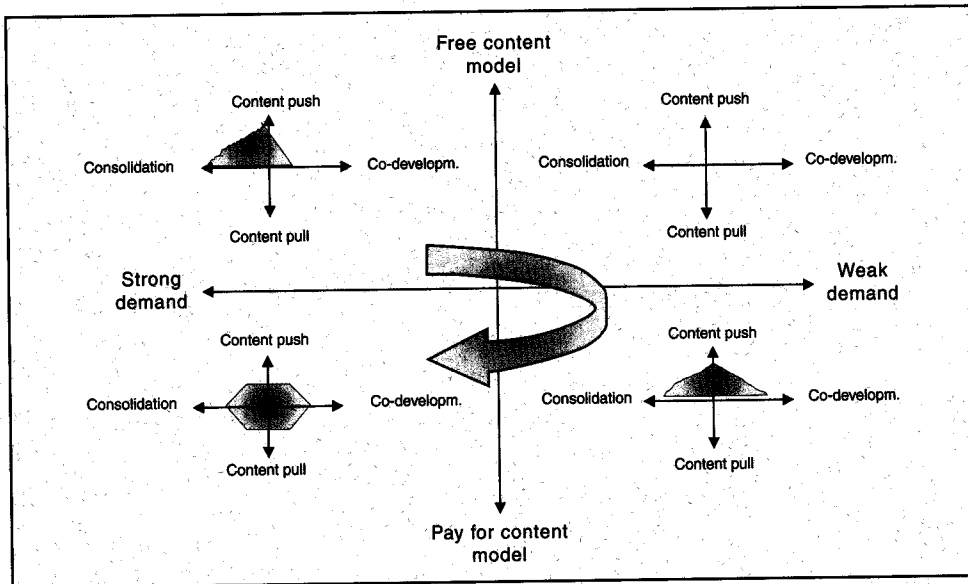 Free content
model
Content push
Consolidation
Co-developm.
Content pull
Content push
Consolidation
Co-developm.
Content pull
Strong
demand
Weak
demand
Content push
Consolidation
Co-developm.
Content pull
Content push
Consolidation
Co-developm.
Content pull
Pay for content
model